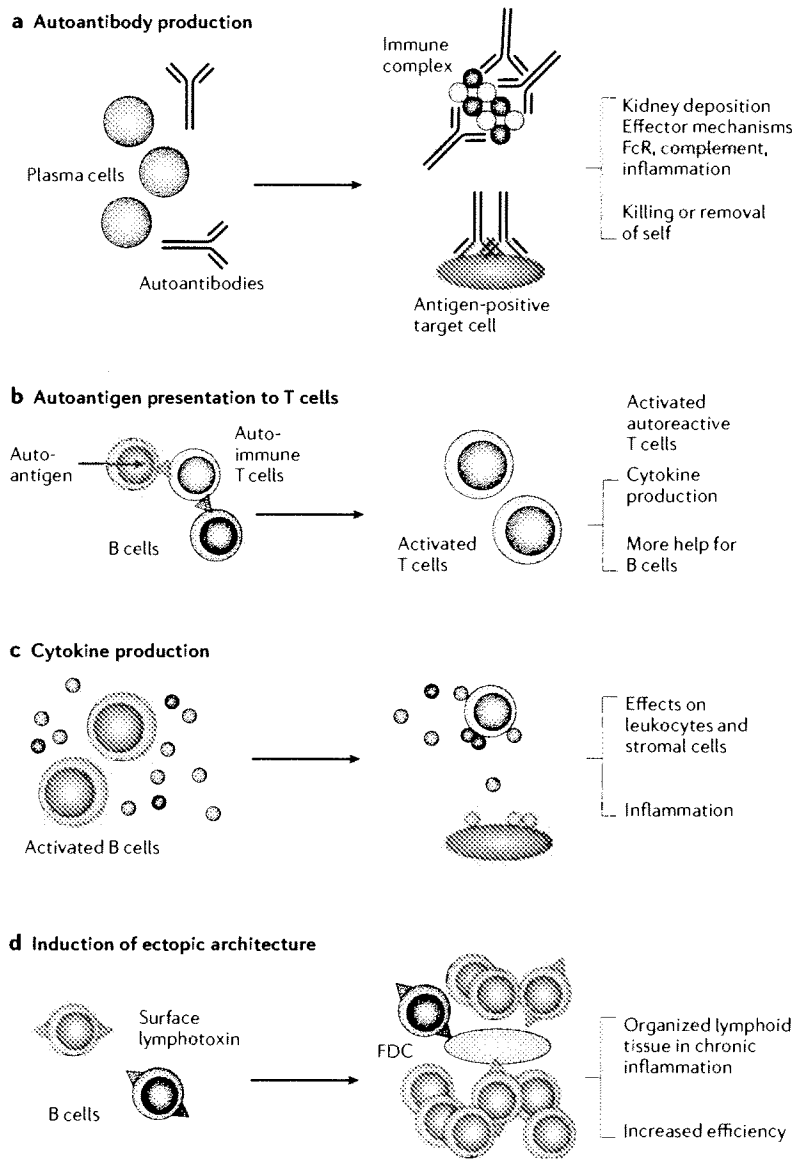 a Autoantibody production
Immune
complex
Plasma cells
Autoantibodies
Antigen-positive
target cell
Kidney deposition
Effector mechanisms
FcR, complement,
inflammation
Killing or removal
of self
b Autoantigen presentation to T cells
Auto-
antigen
Auto-
immune
T cells
B cells
Activated
T cells
Activated
autoreactive
T cells
Cytokine
production
More help for
B cells
c Cytokine production
Activated B cells
Effects on
leukocytes and
stromal cells
Inflammation
d Induction of ectopic architecture
Surface
lymphotoxin
B cells
FDC
Organized lymphoid
tissue in chronic
inflammation
Increased efficiency